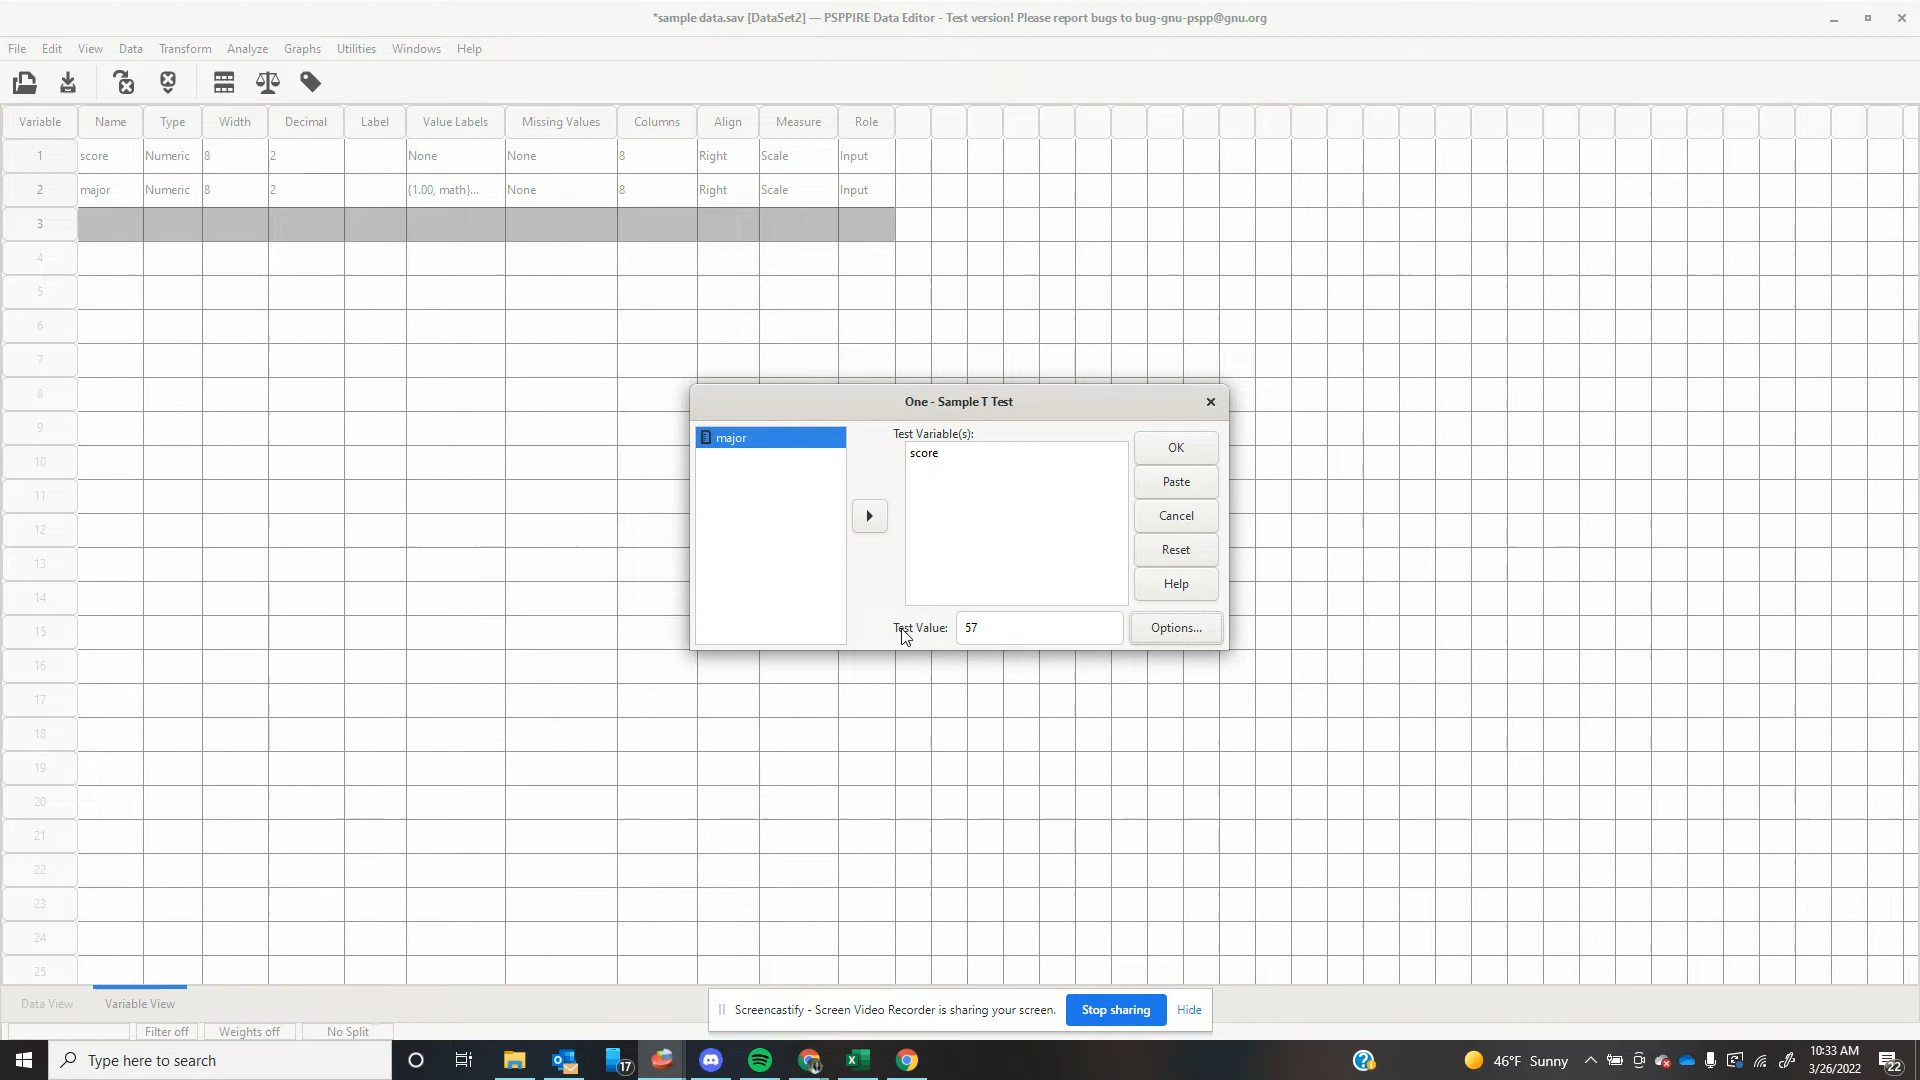 *sample data.sav [DataSet2] — PSPPIRE Data Editor - Test version! Please report bugs to bug-gnu-pspp@gnu.org
File Edit View Data Transform Analyze Graphs Utilities Windows Help
Variable Name Type Width Decimal Label Value Labels Missing Values Columns Align Measure Role
1 score Numeric 8 2 None None 8 Right Scale Input
2 major Numeric 8 2 {1.00, math}... None 8 Right Scale Input
3
4
5
6
7
8
9
10
11
12
13
14
15
16
17
18
19
20
21
22
23
24
25
One - Sample T Test
major
Test Variable(s):
score
OK
Paste
Cancel
Reset
Help
Test Value: 57 Options...
Data View Variable View
Screencastify - Screen Video Recorder is sharing your screen. Stop sharing Hide
Filter off Weights off No Split
Type here to search
17
46°F Sunny
10:33 AM
3/26/2022
22